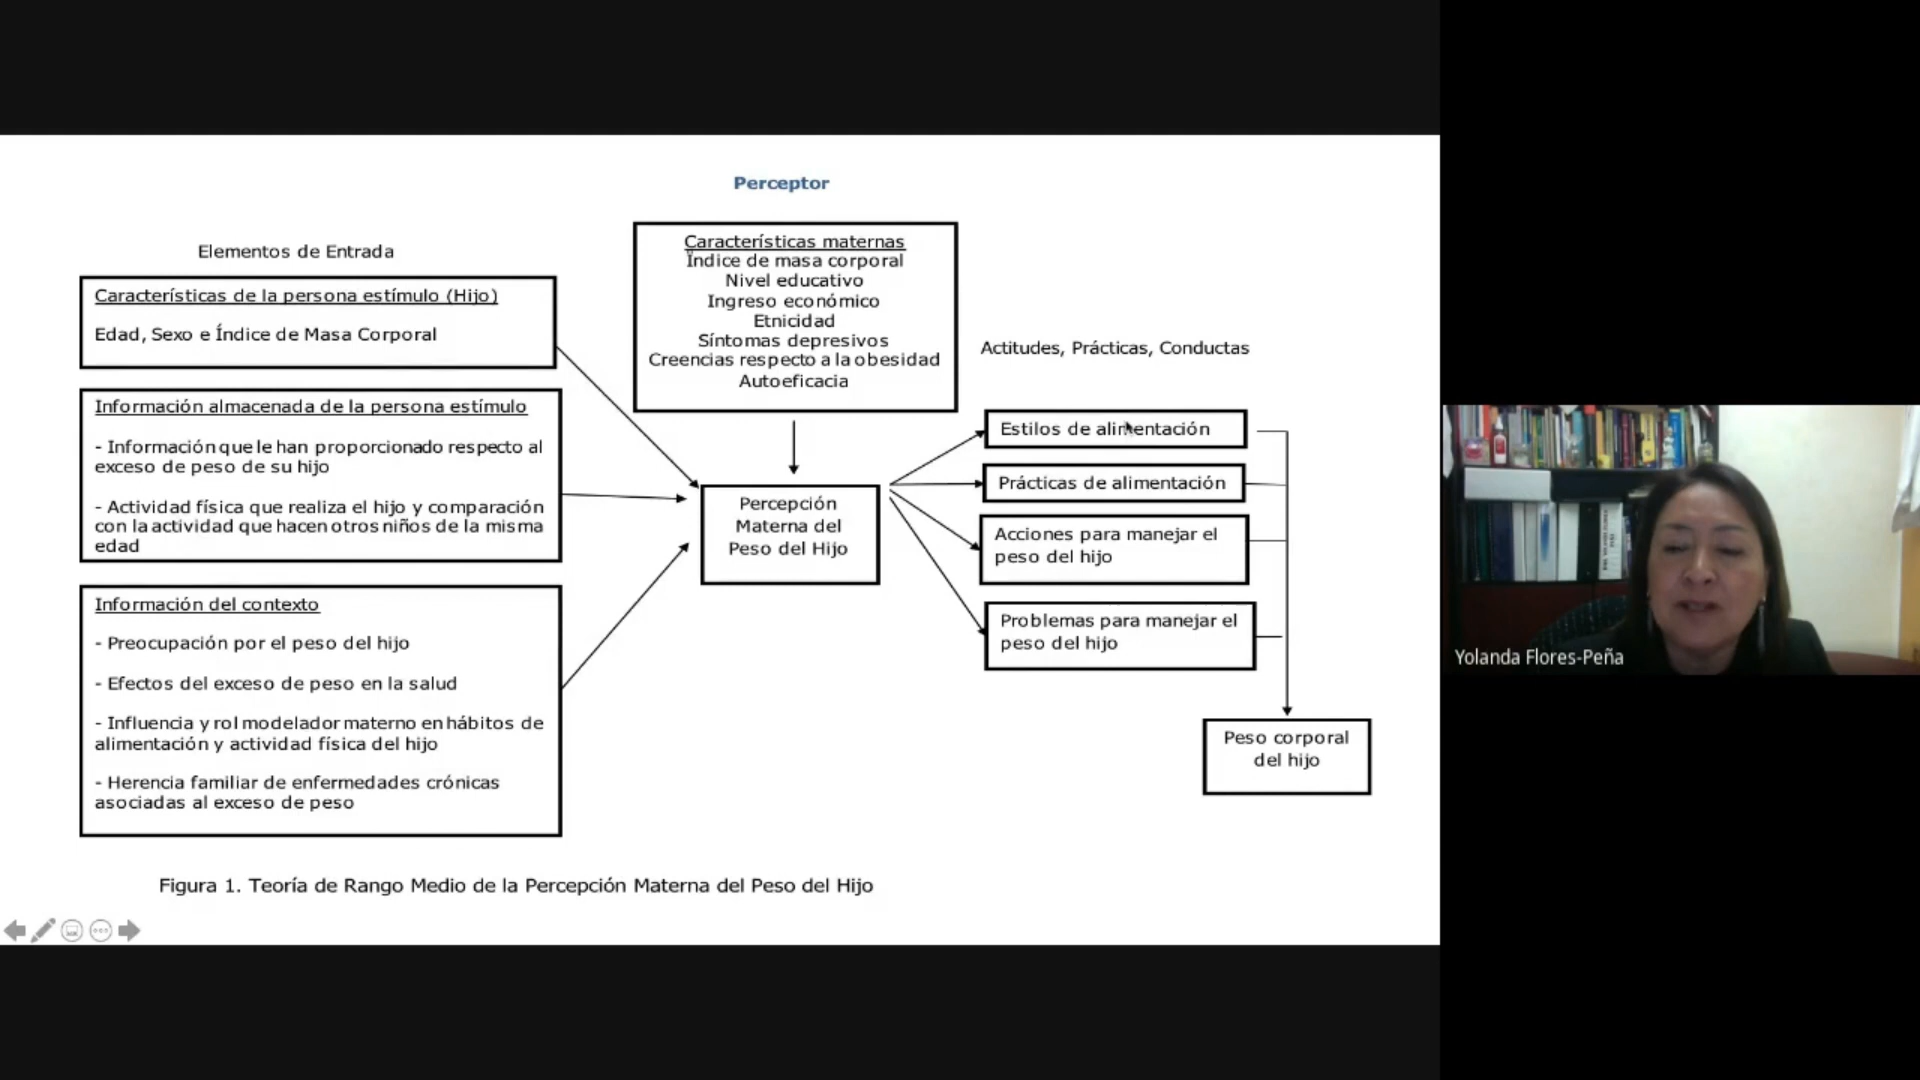 Perceptor
Elementos de Entrada
Características de la persona estímulo (Hijo)
Edad, Sexo e Índice de Masa Corporal
Información almacenada de la persona estímulo
- Información que le han proporcionado respecto al
exceso de peso de su hijo
- Actividad física que realiza el hijo y comparación
con la actividad que hacen otros niños de la misma
edad
Información del contexto
- Preocupación por el peso del hijo
- Efectos del exceso de peso en la salud
- Influencia y rol modelador materno en hábitos de
alimentación y actividad física del hijo
- Herencia familiar de enfermedades crónicas
asociadas al exceso de peso
Características maternas
Índice de masa corporal
Nivel educativo
Ingreso económico
Etnicidad
Síntomas depresivos
Creencias respecto a la obesidad
Autoeficacia
Percepción
Materna del
Peso del Hijo
Actitudes, Prácticas, Conductas
Estilos de alimentación
Prácticas de alimentación
Acciones para manejar el
peso del hijo
Problemas para manejar el
peso del hijo
Peso corporal
del hijo
Figura 1. Teoría de Rango Medio de la Percepción Materna del Peso del Hijo
Yolanda Flores-Peña